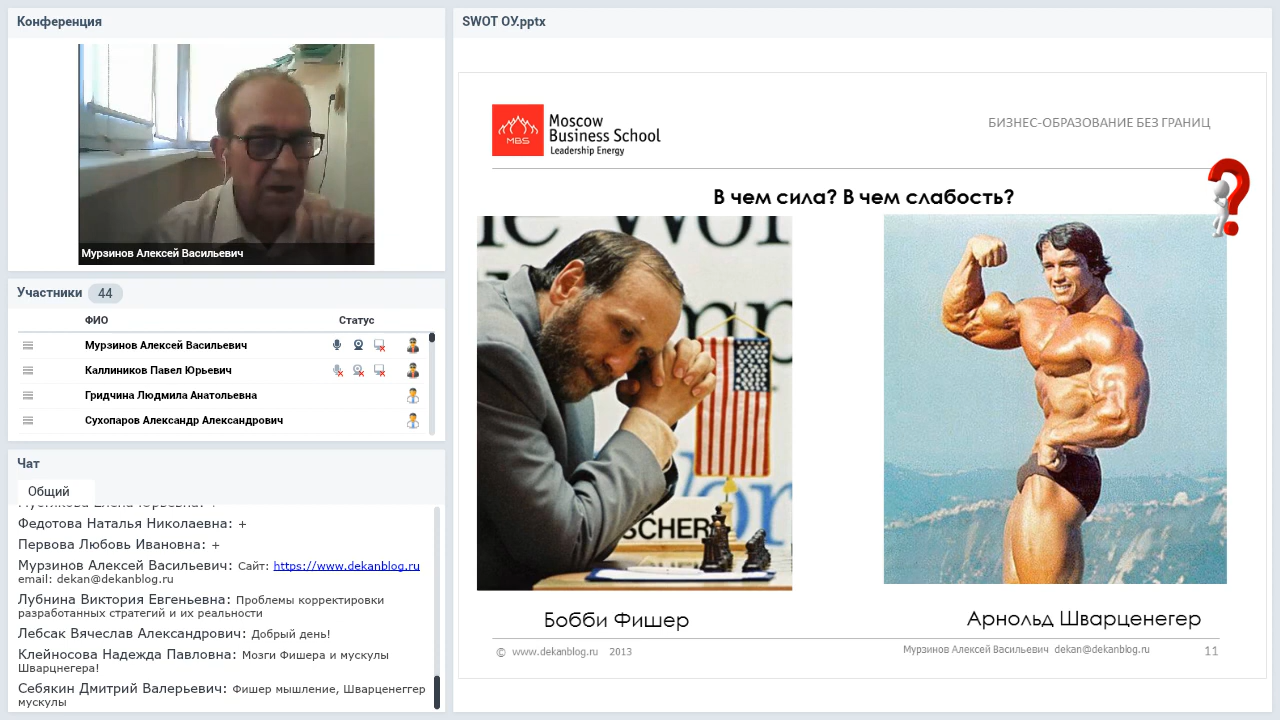 Конференция
Мурзинов Алексей Васильевич
Участники 44
ФИО Статус
Мурзинов Алексей Васильевич
Каллиников Павел Юрьевич
Гридчина Людмила Анатольевна
Сухопаров Александр Александрович
Чат
Общий
Федотова Наталья Николаевна: +
Первова Любовь Ивановна: +
Мурзинов Алексей Васильевич: Сайт: https://www.dekanblog.ru
email: dekan@dekanblog.ru
Лубнина Виктория Евгеньевна: Проблемы корректировки
разработанных стратегий и их реальности
Лебсак Вячеслав Александрович: Добрый день!
Клейносова Надежда Павловна: Мозги Фишера и мускулы
Шварцнегера!
Себякин Дмитрий Валерьевич: Фишер мышление, Шварценеггер
мускулы
SWOT ОУ.pptx
MBS
Moscow
Business School
Leadership Energy
БИЗНЕС-ОБРАЗОВАНИЕ БЕЗ ГРАНИЦ
В чем сила? В чем слабость?
?
SCHER
Бобби Фишер
Арнольд Шварценегер
© www.dekanblog.ru 2013
Мурзинов Алексей Васильевич dekan@dekanblog.ru
11